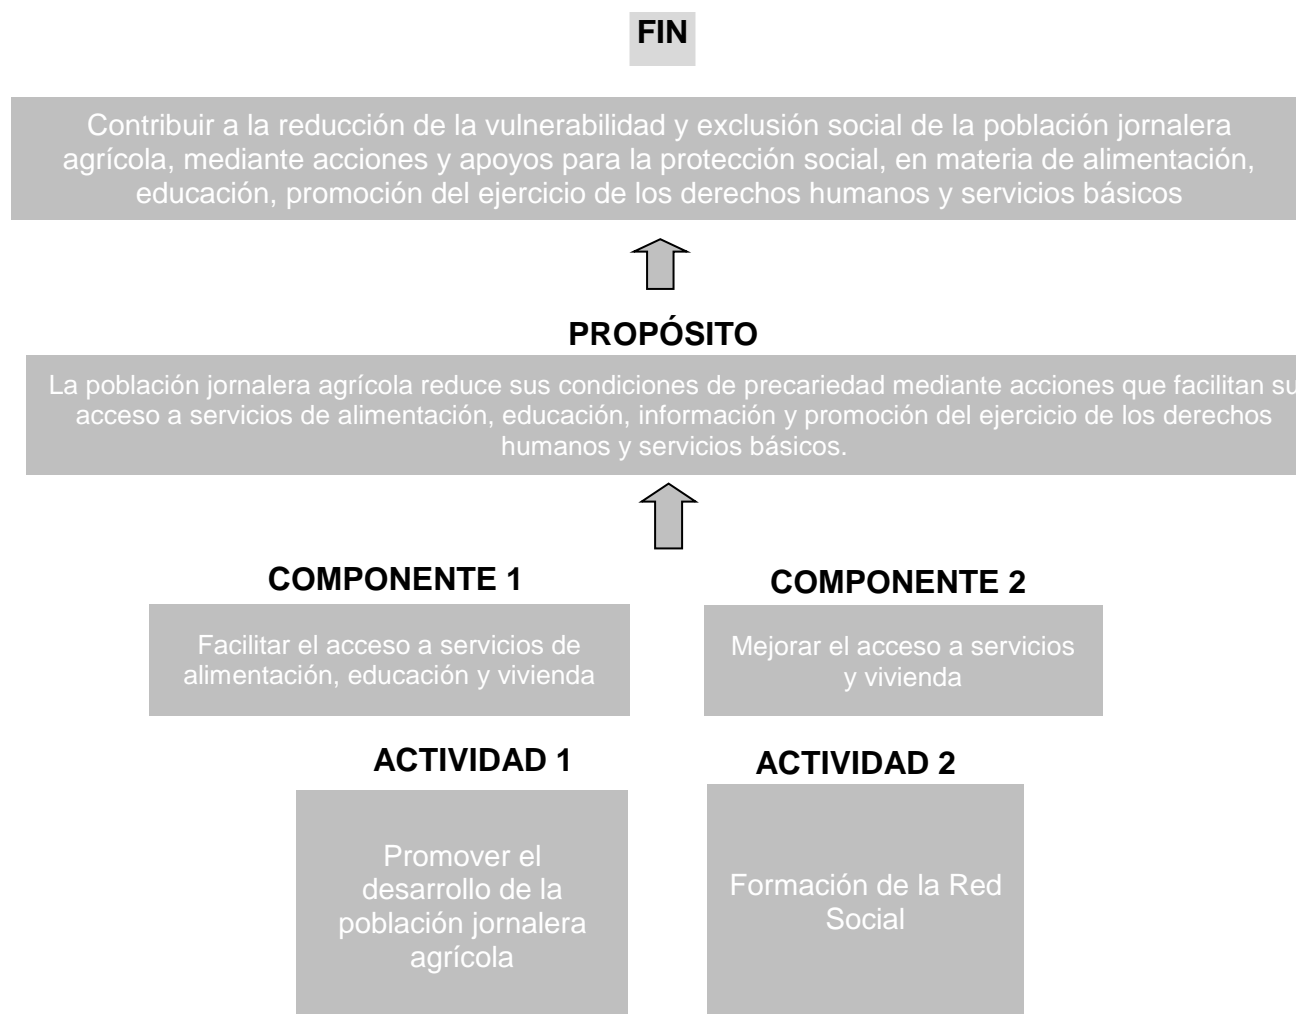 FIN
Contribuir a la reducción de la vulnerabilidad y exclusión social de la población jornalera
agrícola, mediante acciones y apoyos para la protección social, en materia de alimentación,
educación, promoción del ejercicio de los derechos humanos y servicios básicos
PROPÓSITO
La población jornalera agrícola reduce sus condiciones de precariedad mediante acciones que facilitan su
acceso a servicios de alimentación, educación, información y promoción del ejercicio de los derechos
humanos y servicios básicos.
COMPONENTE 1
Facilitar el acceso a servicios de
alimentación, educación y vivienda
COMPONENTE 2
Mejorar el acceso a servicios
y vivienda
ACTIVIDAD 1
Promover el
desarrollo de la
población jornalera
agrícola
ACTIVIDAD 2
Formación de la Red
Social